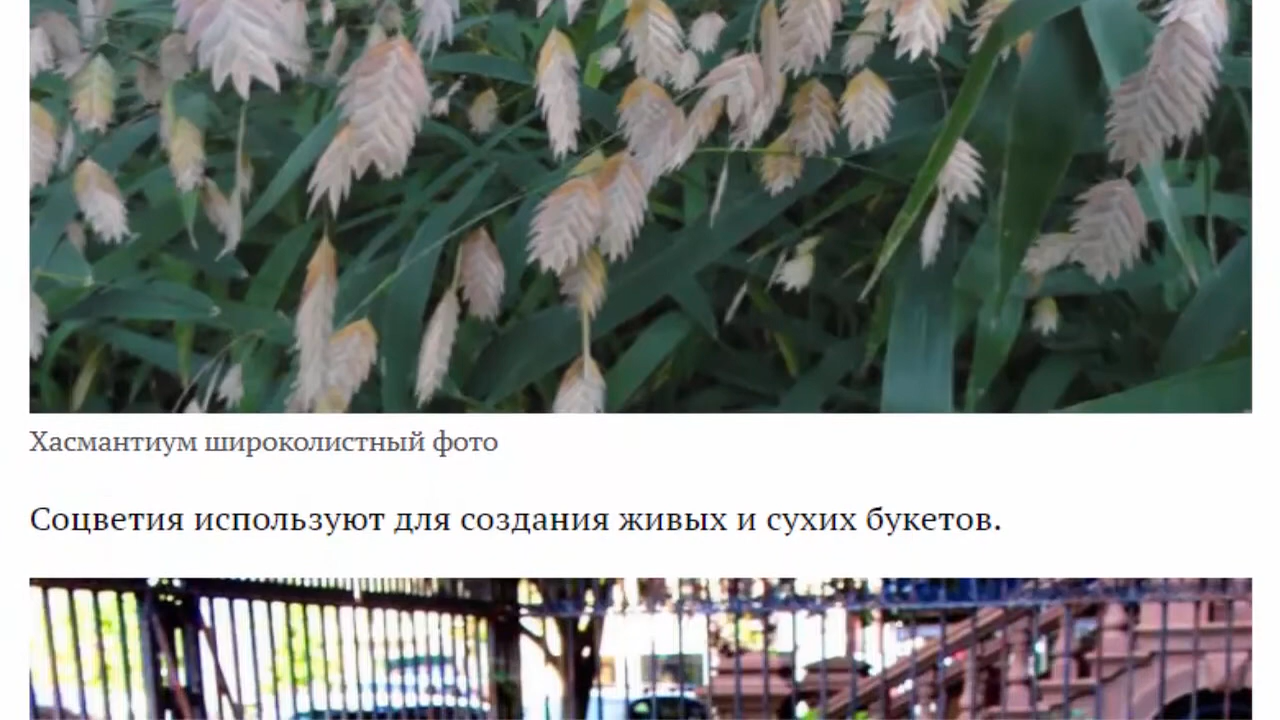 Хасмантиум широколистный фото
Соцветия используют для создания живых и сухих букетов.